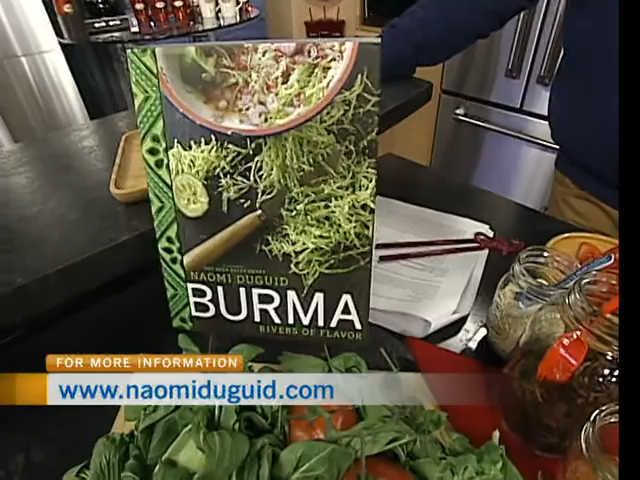 NAOMI DUGUID
BURMA
RIVERS OF FLAVOR
FOR MORE INFORMATION
www.naomiduguid.com